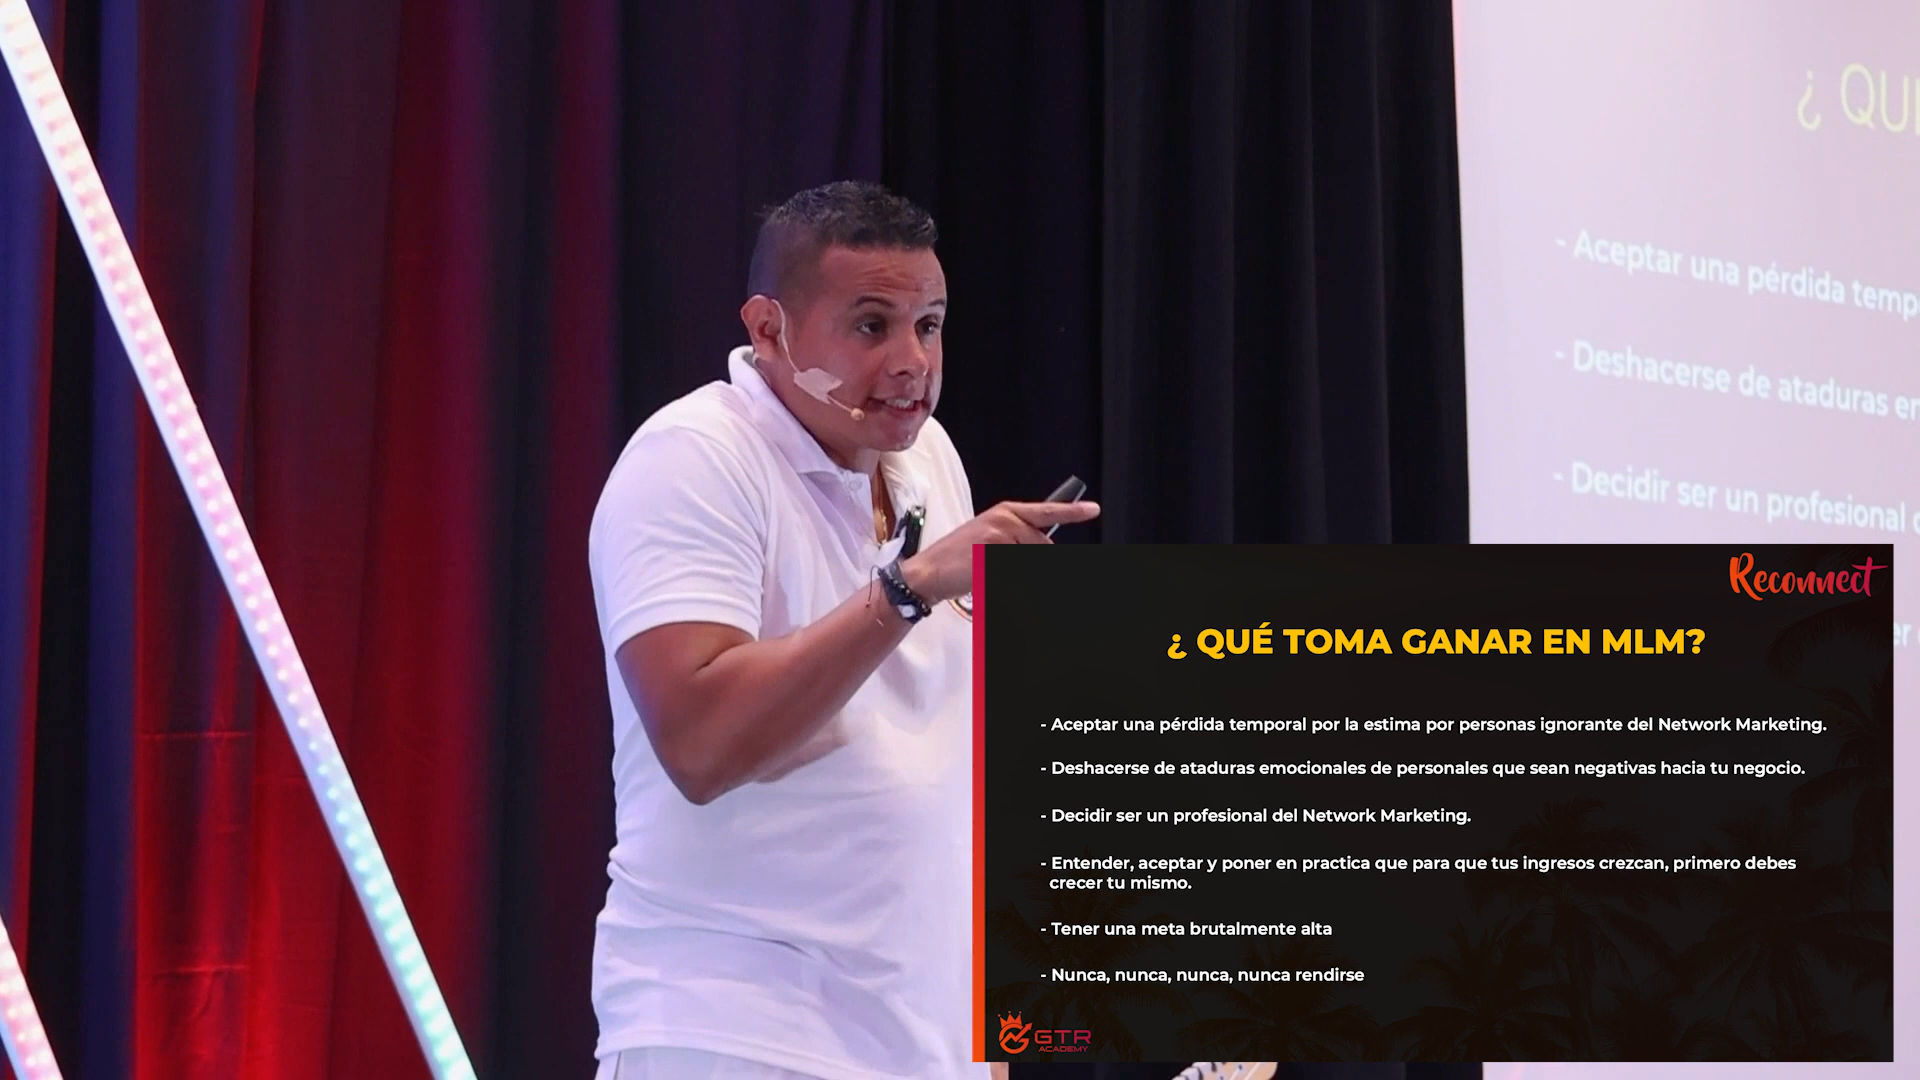 ¿ QU
- Aceptar una pérdida temp
- Deshacerse de ataduras en
- Decidir ser un profesional
er
Reconnect
¿ QUÉ TOMA GANAR EN MLM?
- Aceptar una pérdida temporal por la estima por personas ignorante del Network Marketing.
- Deshacerse de ataduras emocionales de personales que sean negativas hacia tu negocio.
- Decidir ser un profesional del Network Marketing.
- Entender, aceptar y poner en practica que para que tus ingresos crezcan, primero debes
crecer tu mismo.
- Tener una meta brutalmente alta
- Nunca, nunca, nunca, nunca rendirse
GTR
ACADEMY